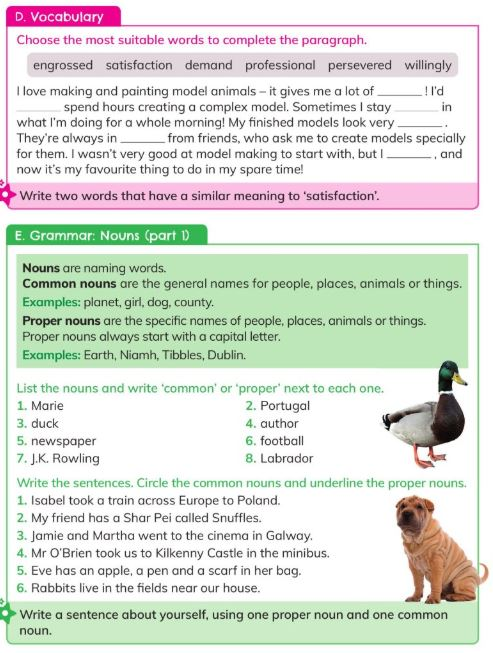 D. Vocabulary
Choose the most suitable words to complete the paragraph.
engrossed satisfaction demand professional persevered willingly
I love making and painting model animals – it gives me a lot of _______ ! I'd
_______ spend hours creating a complex model. Sometimes I stay _______ in
what I'm doing for a whole morning! My finished models look very _______ .
They're always in _______ from friends, who ask me to create models specially
for them. I wasn't very good at model making to start with, but I _______ , and
now it's my favourite thing to do in my spare time!
Write two words that have a similar meaning to 'satisfaction'.
E. Grammar: Nouns (part 1)
Nouns are naming words.
Common nouns are the general names for people, places, animals or things.
Examples: planet, girl, dog, county.
Proper nouns are the specific names of people, places, animals or things.
Proper nouns always start with a capital letter.
Examples: Earth, Niamh, Tibbles, Dublin.
List the nouns and write 'common' or 'proper' next to each one.
1. Marie 2. Portugal
3. duck 4. author
5. newspaper 6. football
7. J.K. Rowling 8. Labrador
Write the sentences. Circle the common nouns and underline the proper nouns.
1. Isabel took a train across Europe to Poland.
2. My friend has a Shar Pei called Snuffles.
3. Jamie and Martha went to the cinema in Galway.
4. Mr O'Brien took us to Kilkenny Castle in the minibus.
5. Eve has an apple, a pen and a scarf in her bag.
6. Rabbits live in the fields near our house.
Write a sentence about yourself, using one proper noun and one common
noun.